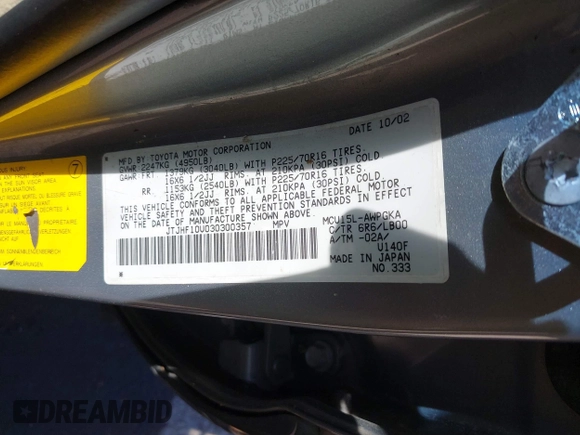 DATE 10/02
MFD BY TOYOTA MOTOR CORPORATION
GVWR 2247KG (4950LB)
GAWR FRT. 1379KG (3040LB) WITH P225/70R16 TIRES.
16X6 1/2JJ RIMS. AT 210KPA (30PSI) COLD
RR. 1153KG (2540LB) WITH P225/70R16 TIRES.
16X6 1/2JJ RIMS. AT 210KPA (30PSI) COLD
THIS VEHICLE CONFORMS TO ALL APPLICABLE FEDERAL MOTOR
VEHICLE SAFETY AND THEFT PREVENTION STANDARDS IN EFFECT
ON THE DATE OF MANUFACTURE SHOWN ABOVE.
JTJHF10U030300357 MPV
MCU15L-AWPGKA
C/TR 6R6/LB00
A/TM -02A/
U140F
MADE IN JAPAN
NO.333
7
EXPLANATIONS.
DREAMBID